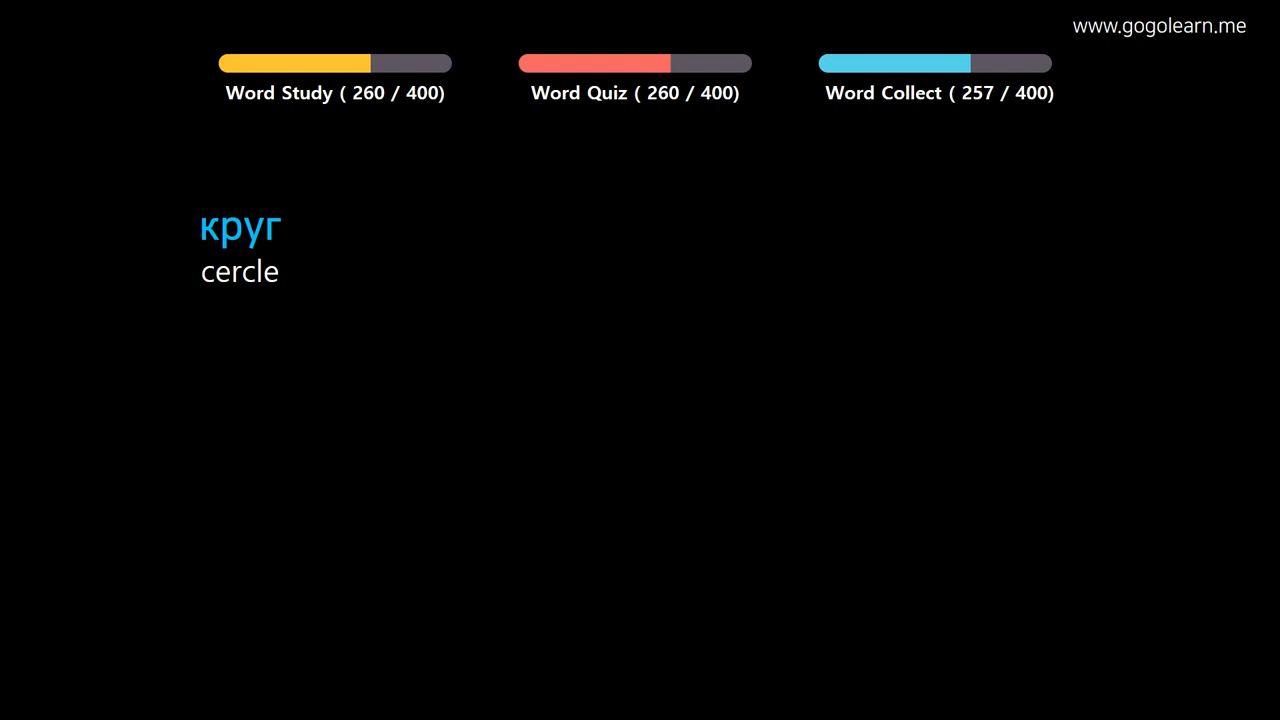 www.gogolearn.me
Word Study ( 260 / 400)
Word Quiz ( 260 / 400)
Word Collect ( 257 / 400)
круг
cercle